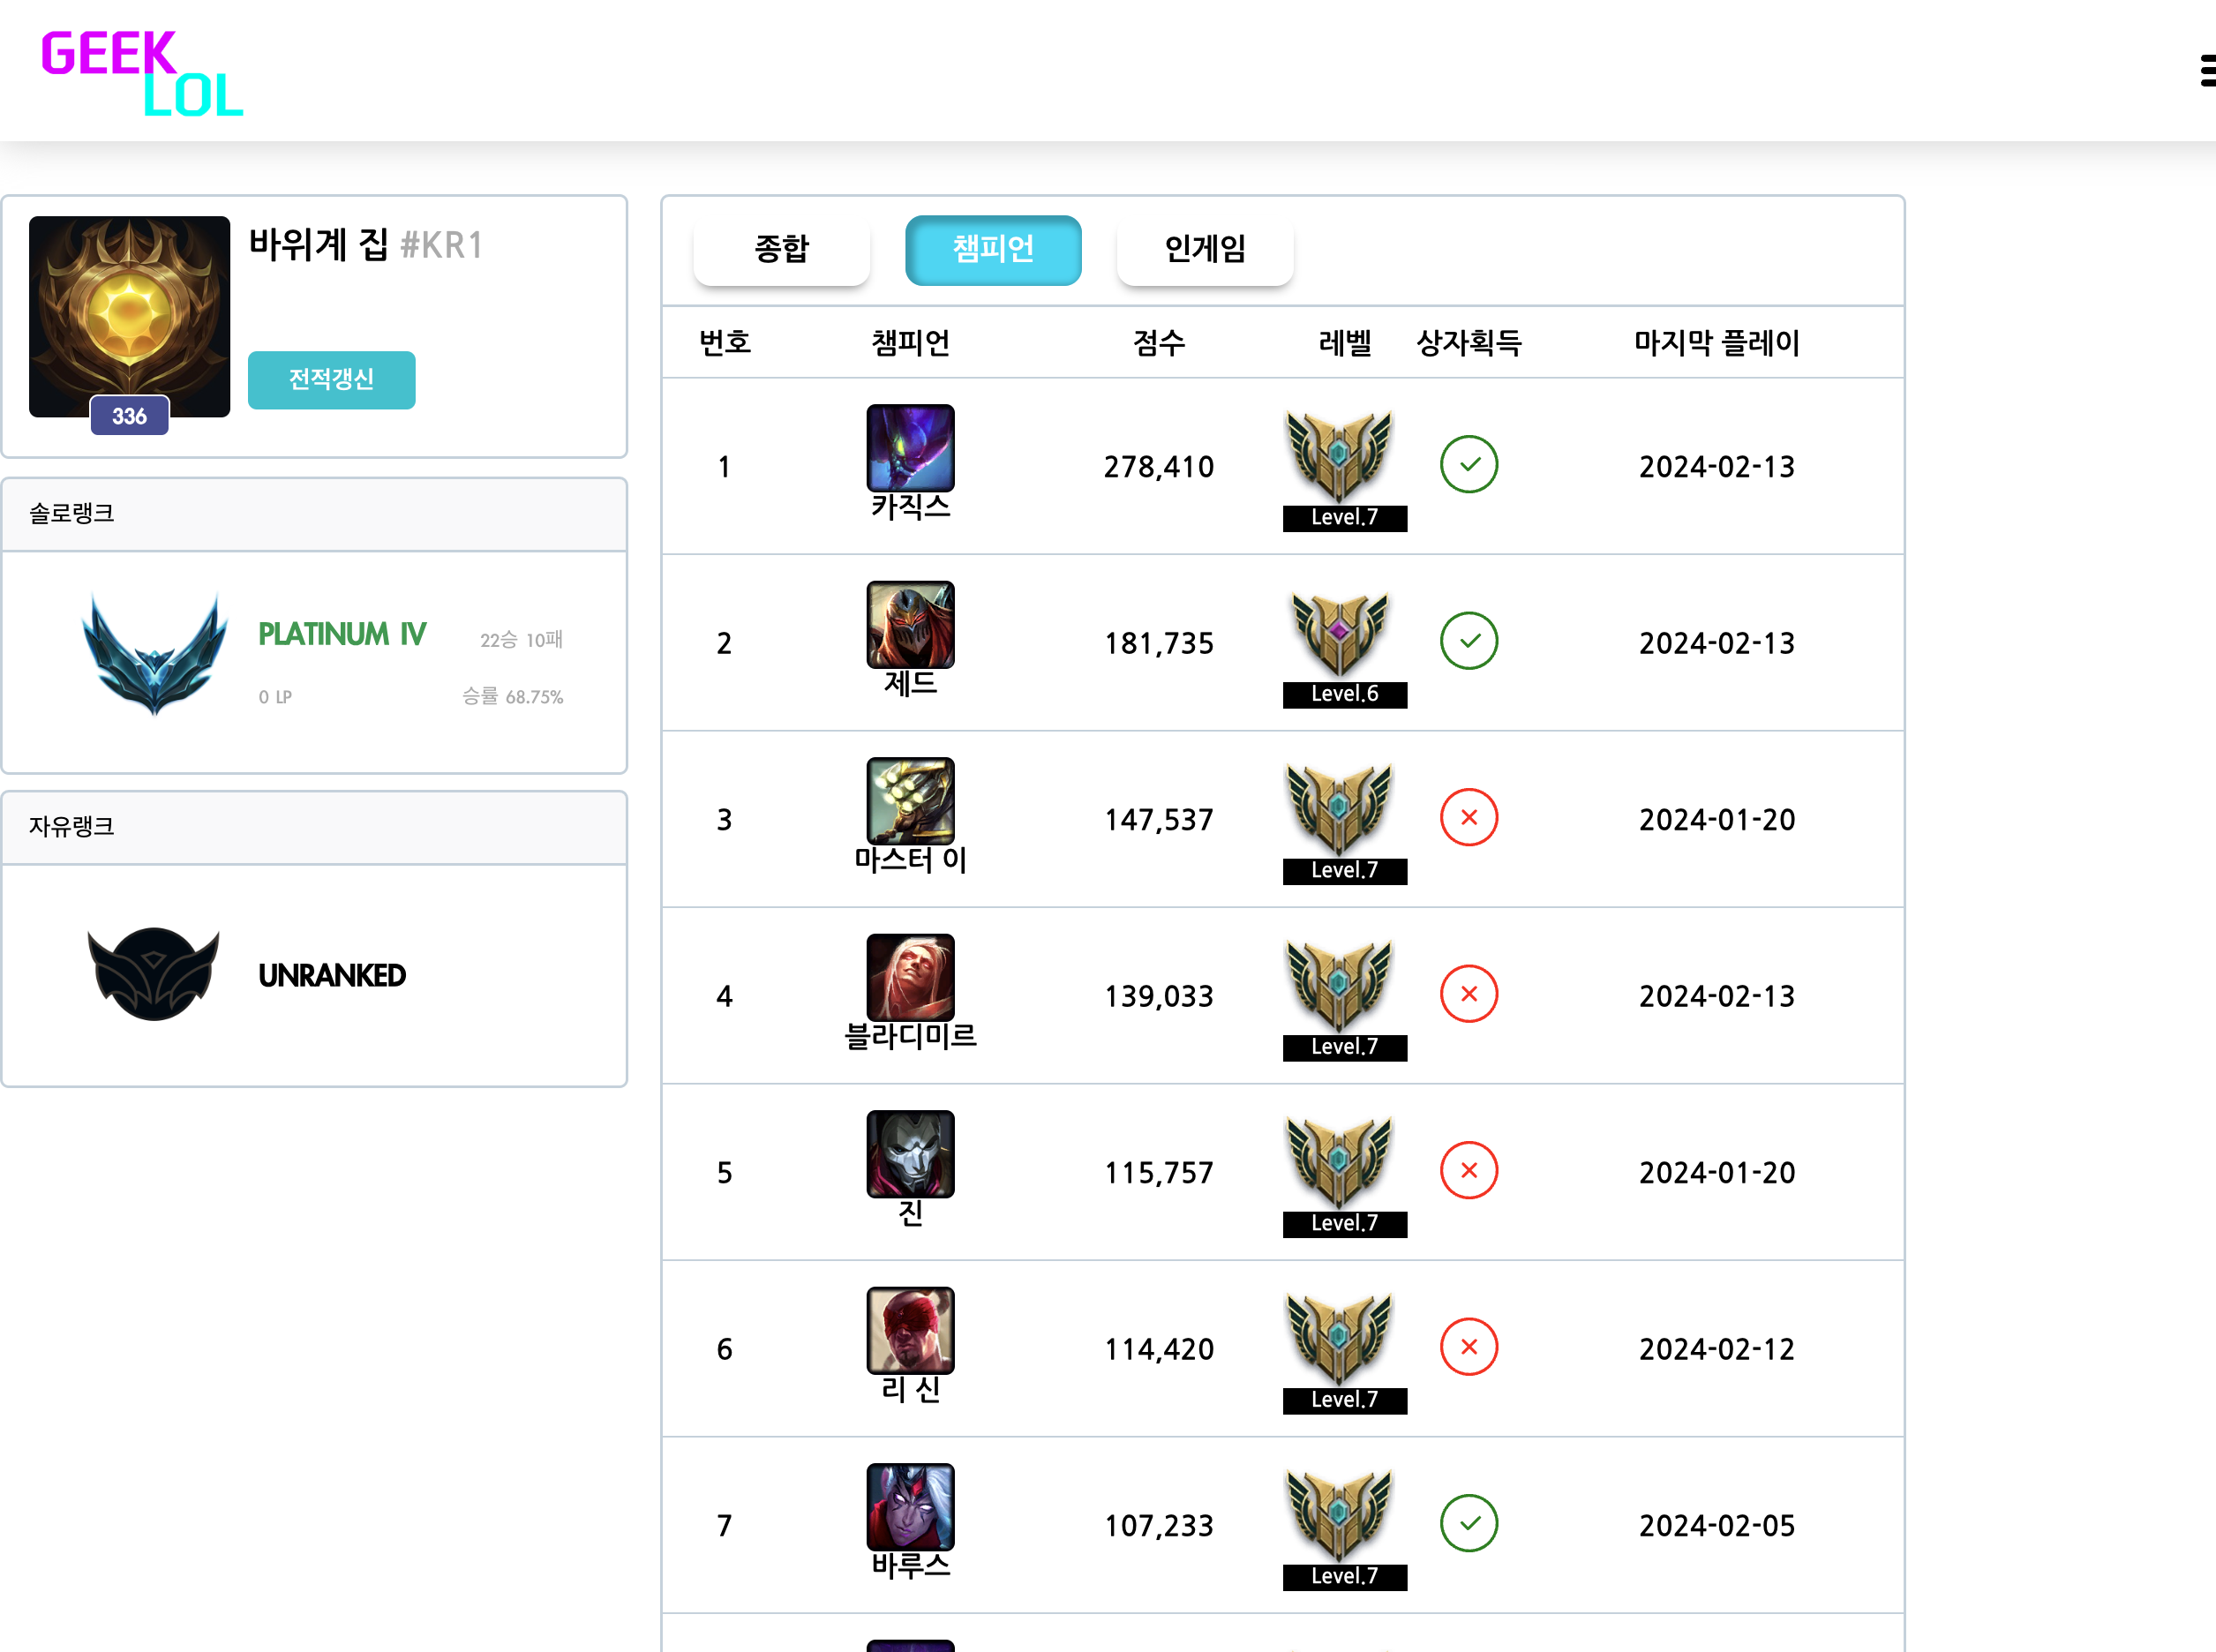 GEEK
LOL
바위계 집 #KR1
전적갱신
336
솔로랭크
PLATINUM IV 22승 10패
0 LP 승률 68.75%
자유랭크
UNRANKED
종합 챔피언 인게임
번호 챔피언 점수 레벨 상자획득 마지막 플레이
1 278,410 2024-02-13
카직스 Level.7
2 181,735 2024-02-13
제드 Level.6
3 147,537 2024-01-20
마스터 이 Level.7
4 139,033 2024-02-13
블라디미르 Level.7
5 115,757 2024-01-20
진 Level.7
6 114,420 2024-02-12
리 신 Level.7
7 107,233 2024-02-05
바루스 Level.7